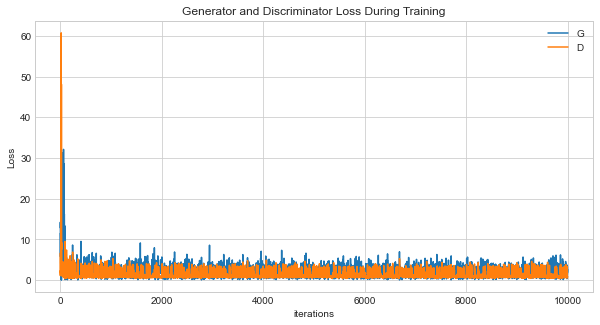 Generator and Discriminator Loss During Training
G
D
60
50
40
30
20
10
0
Loss
0 2000 4000 6000 8000 10000
iterations